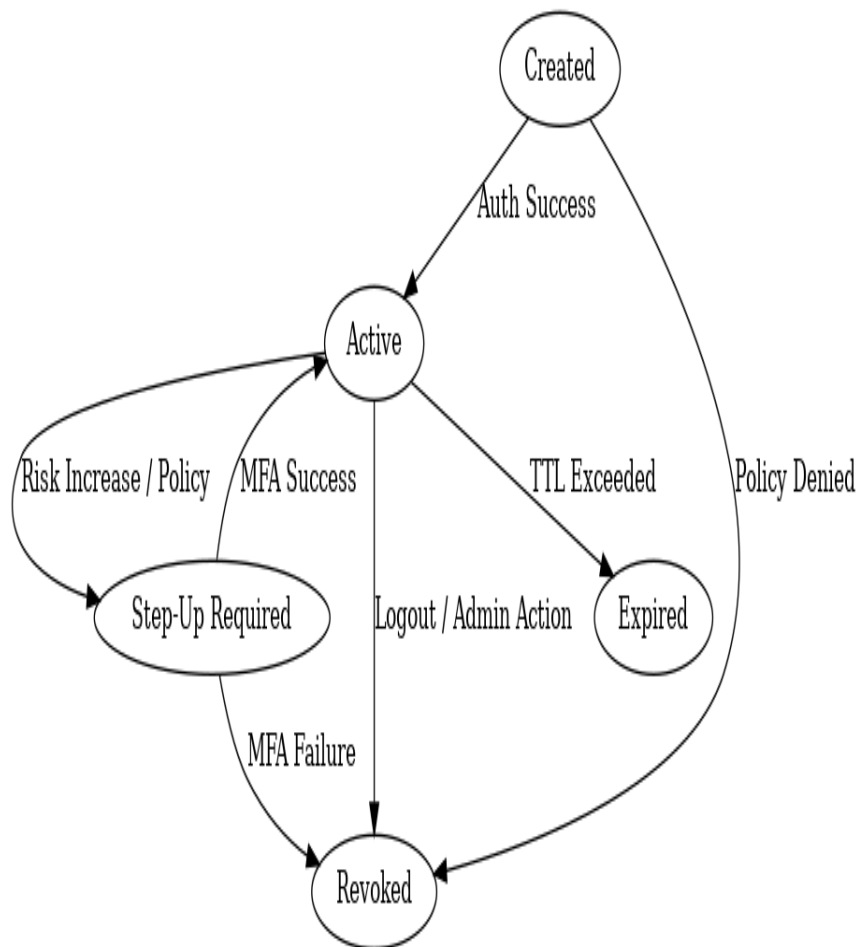 Created
Auth Success
Active
Risk Increase / Policy
MFA Success
TTL Exceeded
Policy Denied
Step-Up Required
Logout / Admin Action
Expired
MFA Failure
Revoked